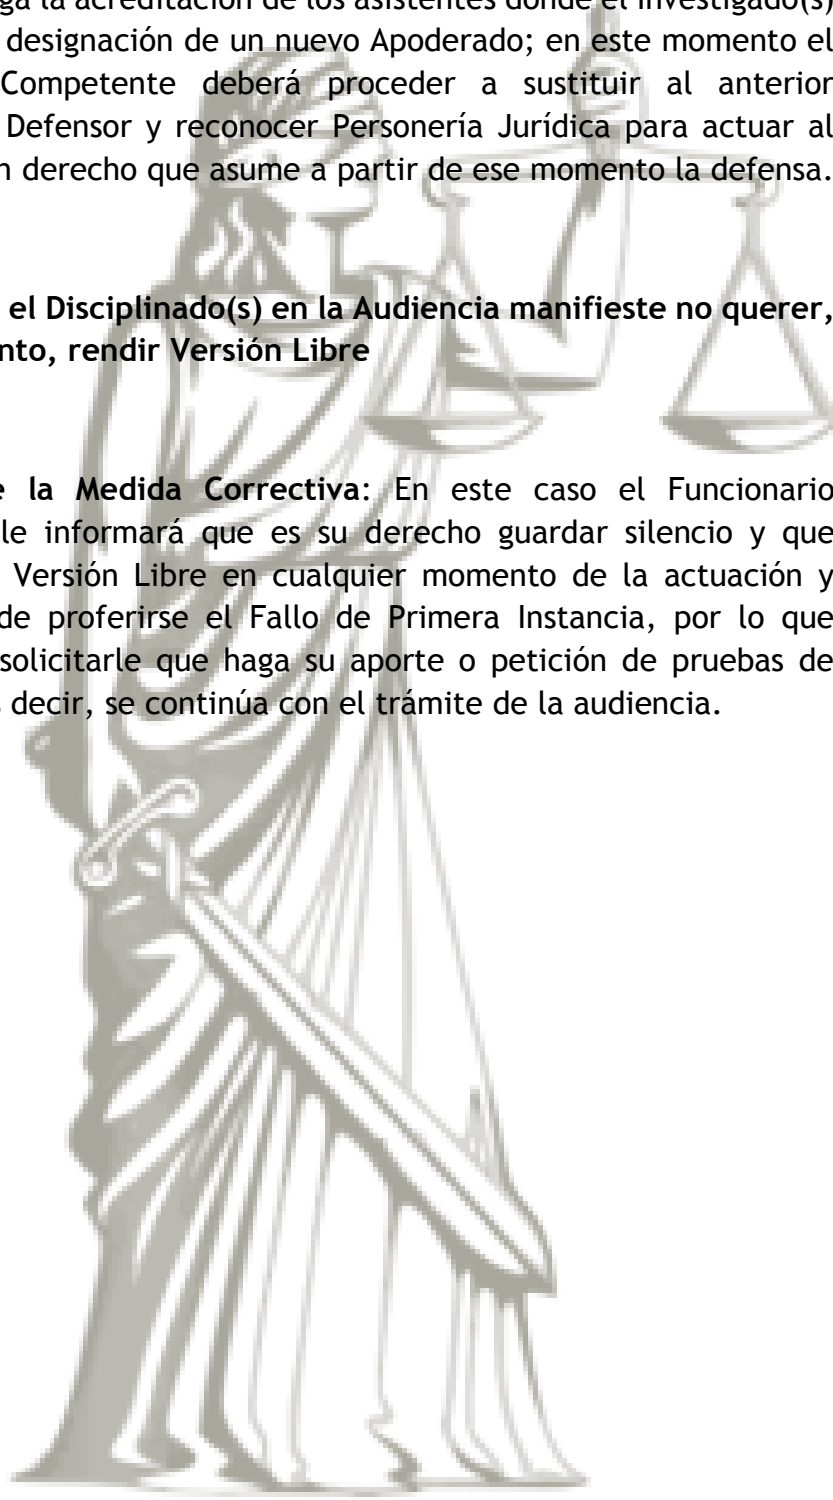 ga la acreditación de los asistentes donde el investigado(s)
designación de un nuevo Apoderado; en este momento el
Competente deberá proceder a sustituir al anterior
Defensor y reconocer Personería Jurídica para actuar al
n derecho que asume a partir de ese momento la defensa.
el Disciplinado(s) en la Audiencia manifieste no querer,
nto, rendir Versión Libre
e la Medida Correctiva: En este caso el Funcionario
le informará que es su derecho guardar silencio y que
Versión Libre en cualquier momento de la actuación y
de proferirse el Fallo de Primera Instancia, por lo que
solicitarle que haga su aporte o petición de pruebas de
s decir, se continúa con el trámite de la audiencia.